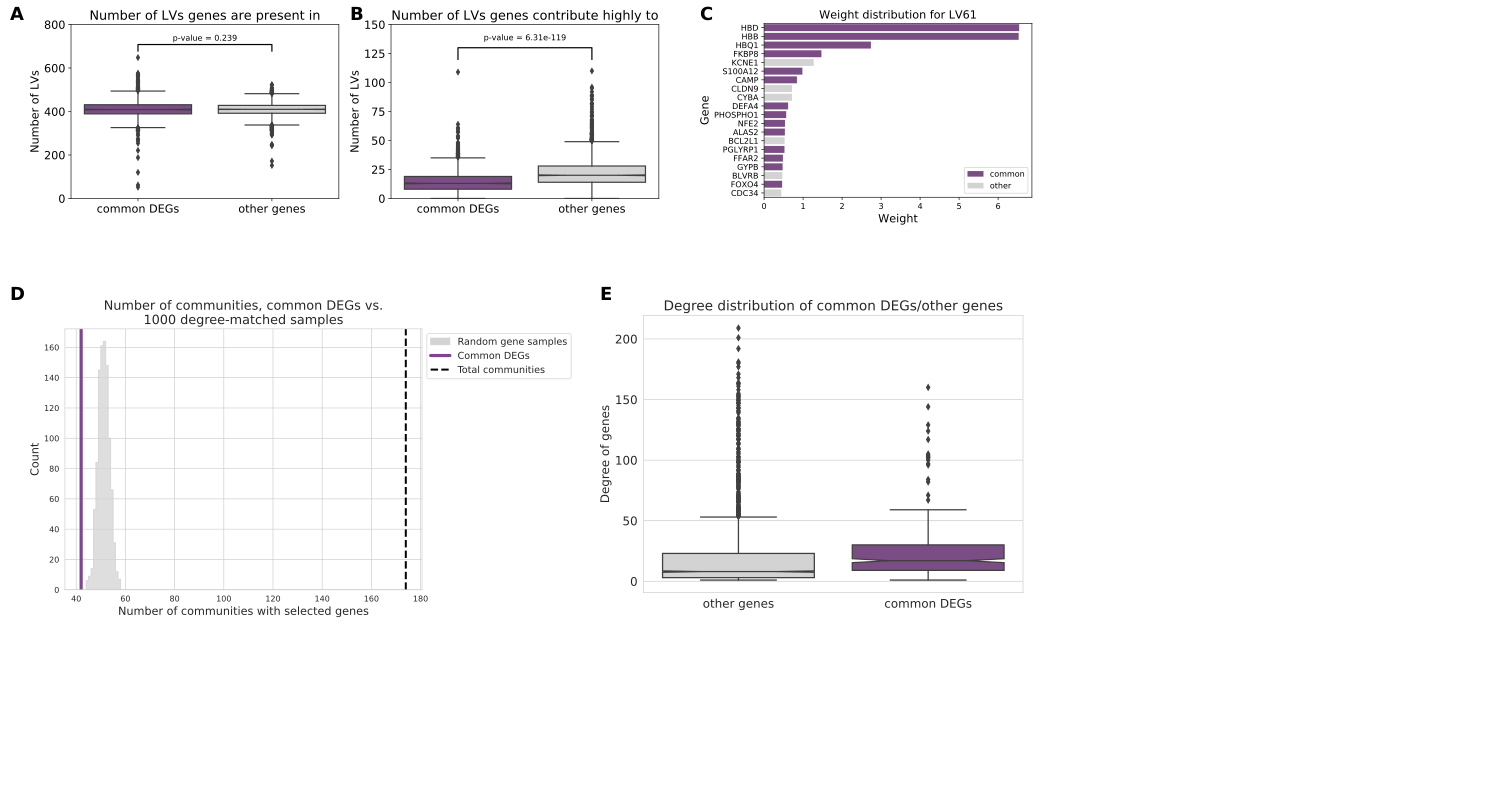 A
Number of LVs genes are present in
800
600
400
200
0
Number of LVs
p-value = 0.239
common DEGs
other genes
B
Number of LVs genes contribute highly to
150
125
100
75
50
25
0
Number of LVs
p-value = 6.31e-119
common DEGs
other genes
C
Weight distribution for LV61
HBD
HBB
HBQ1
FKBP8
KCNE1
S100A12
CAMP
CLDN9
CYBA
DEFA4
PHOSPHO1
NFE2
ALAS2
BCL2L1
PGLYRP1
FFAR2
GYPB
BLVRB
FOXO4
CDC34
Gene
common
other
0 1 2 3 4 5 6
Weight
D
Number of communities, common DEGs vs.
1000 degree-matched samples
160
140
120
100
80
60
40
20
0
Count
40 60 80 100 120 140 160 180
Number of communities with selected genes
Random gene samples
Common DEGs
Total communities
E
Degree distribution of common DEGs/other genes
200
150
100
50
0
Degree of genes
other genes
common DEGs